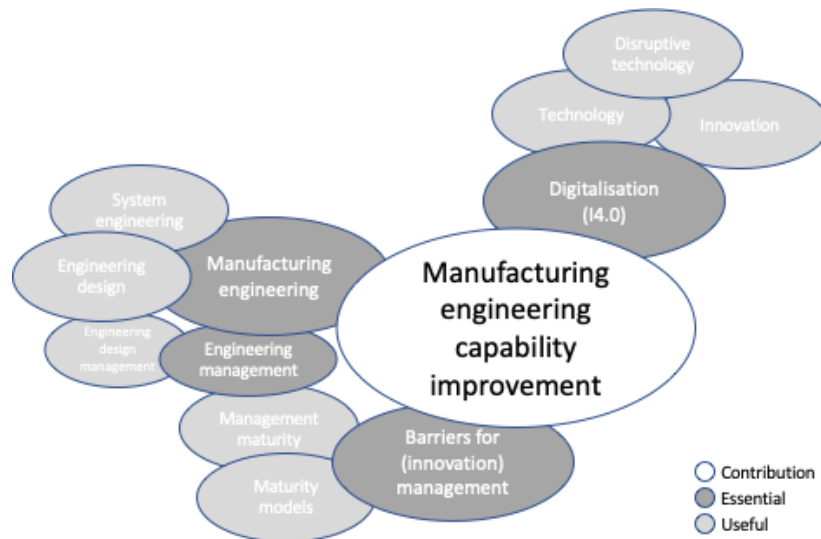 Disruptive
technology
Technology
Innovation
Digitalisation
(I4.0)
System
engineering
Manufacturing
engineering
Engineering
design
Engineering
design
management
Engineering
management
Manufacturing
engineering
capability
improvement
Management
maturity
Barriers for
(innovation)
management
Maturity
models
Contribution
Essential
Useful